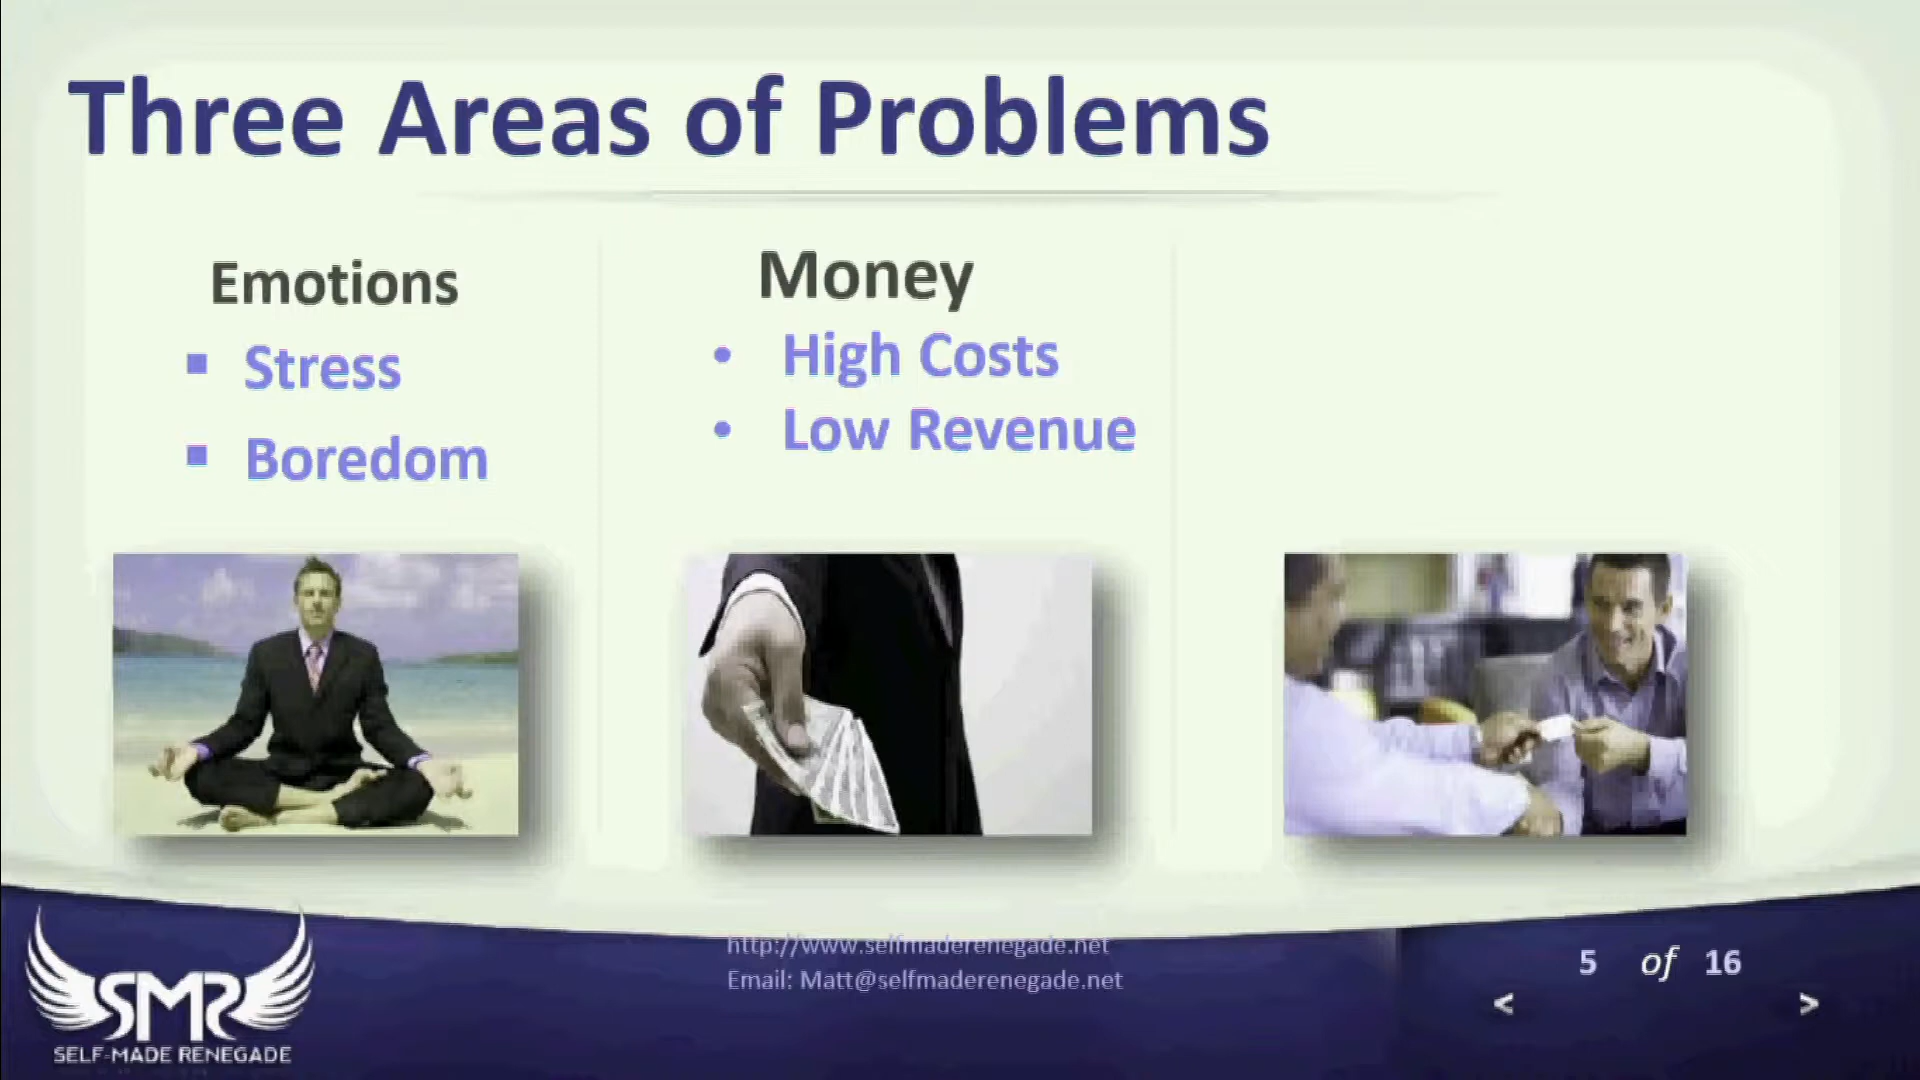 Three Areas of Problems
Emotions
▪ Stress
▪ Boredom
Money
• High Costs
• Low Revenue
http://www.selfmaderenegade.net
Email: Matt@selfmaderenegade.net
5 of 16
< >
SMR
SELF-MADE RENEGADE